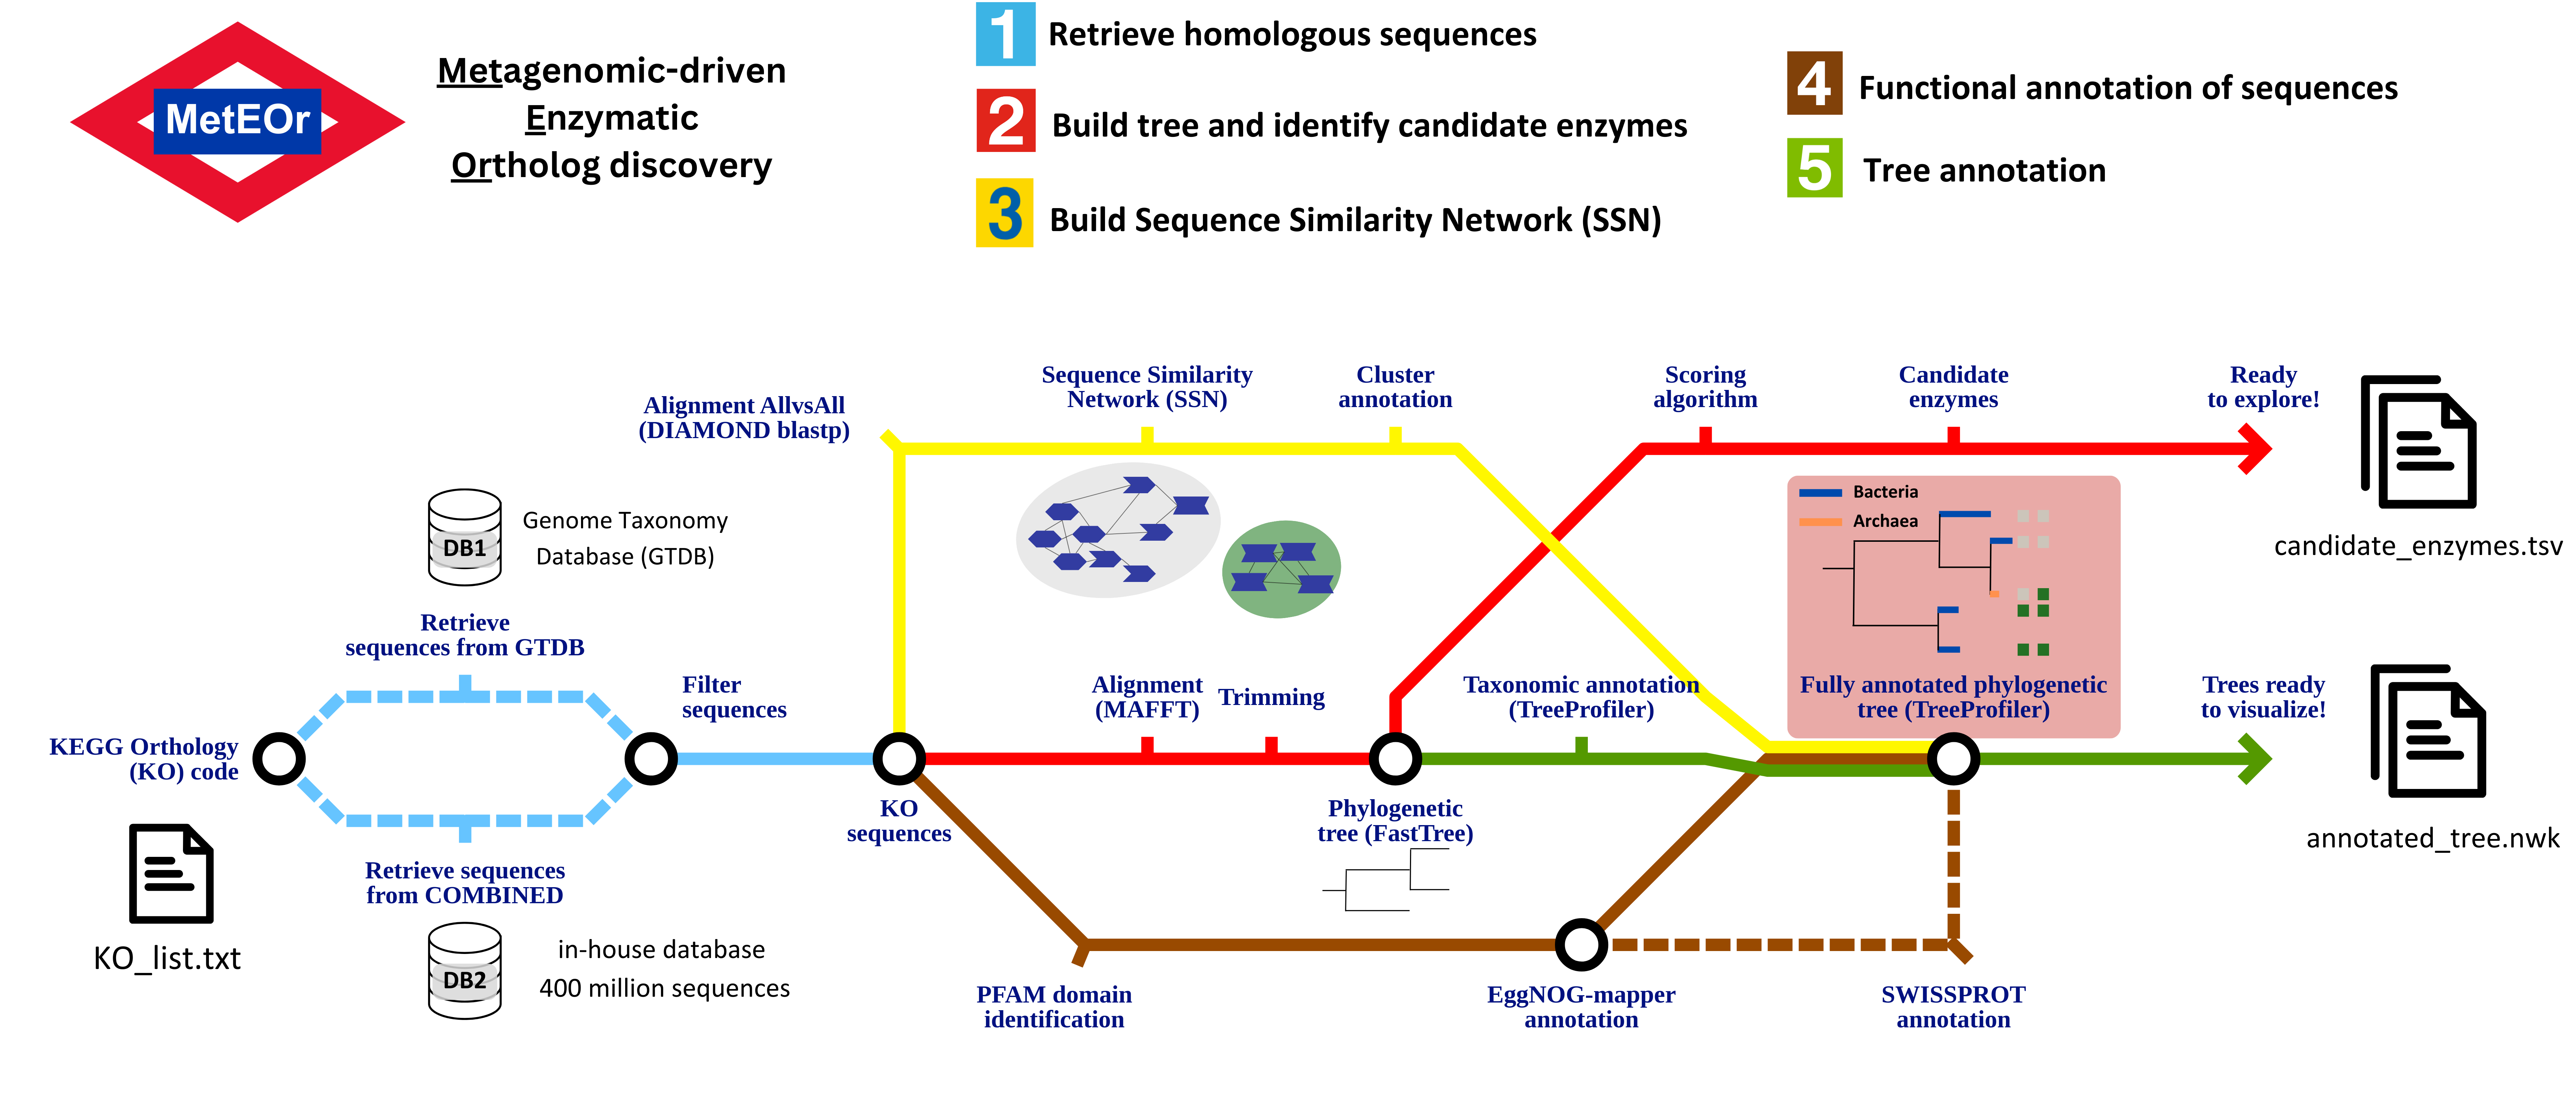 MetEOr
Metagenomic-driven
Enzymatic
Ortholog discovery
1 Retrieve homologous sequences
2 Build tree and identify candidate enzymes
3 Build Sequence Similarity Network (SSN)
4 Functional annotation of sequences
5 Tree annotation
Alignment AllvsAll
(DIAMOND blastp)
Sequence Similarity
Network (SSN)
Cluster
annotation
Scoring
algorithm
Candidate
enzymes
Ready
to explore!
candidate_enzymes.tsv
DB1
Genome Taxonomy
Database (GTDB)
Bacteria
Archaea
Retrieve
sequences from GTDB
Filter
sequences
Alignment
(MAFFT)
Trimming
Taxonomic annotation
(TreeProfiler)
Fully annotated phylogenetic
tree (TreeProfiler)
Trees ready
to visualize!
KEGG Orthology
(KO) code
KO
sequences
Phylogenetic
tree (FastTree)
annotated_tree.nwk
Retrieve sequences
from COMBINED
KO_list.txt
DB2
in-house database
400 million sequences
PFAM domain
identification
EggNOG-mapper
annotation
SWISSPROT
annotation